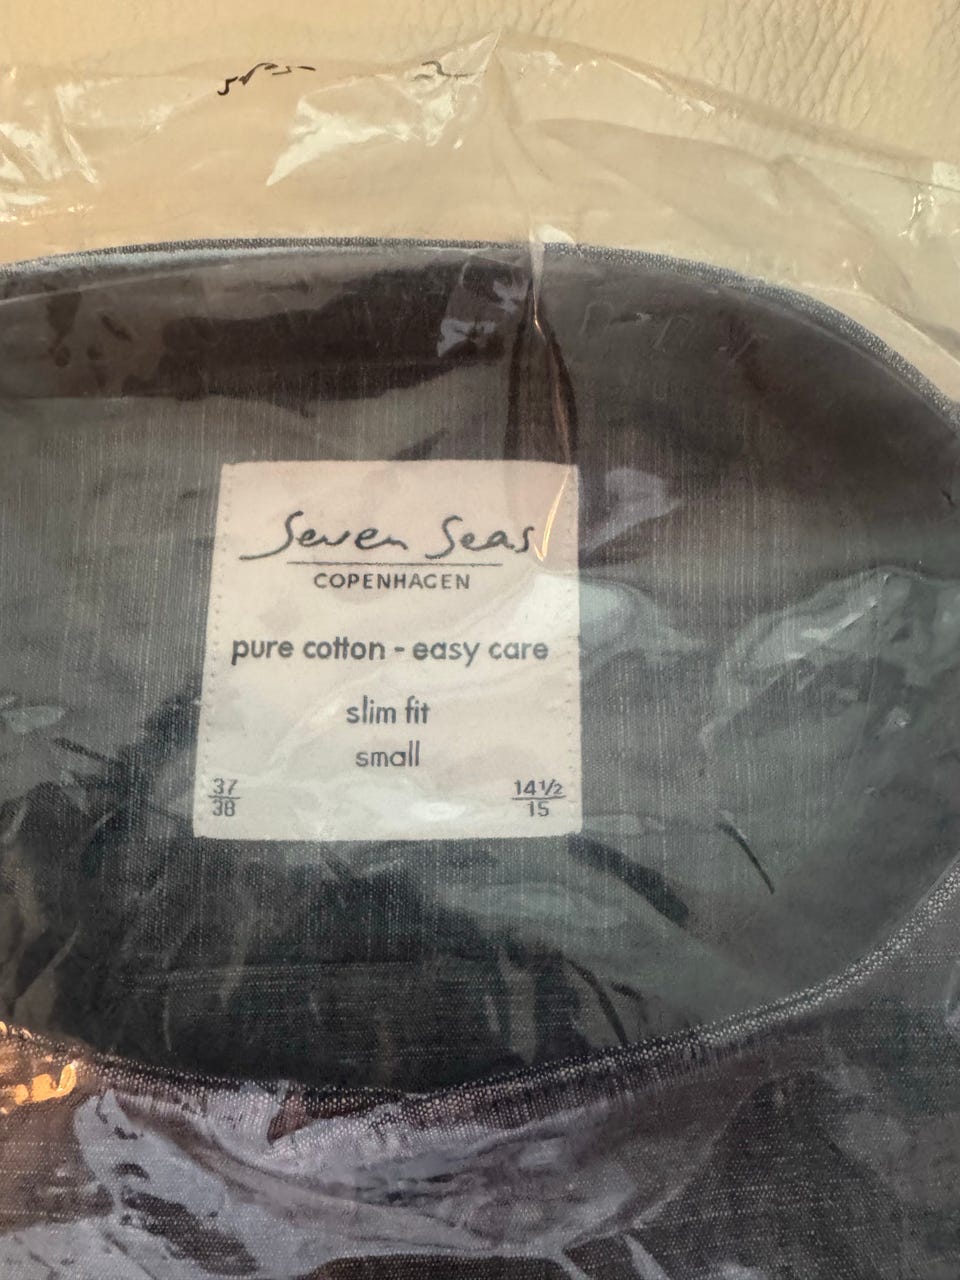 Seven Seas
COPENHAGEN
pure cotton - easy care
slim fit
small
37/38
14½/15